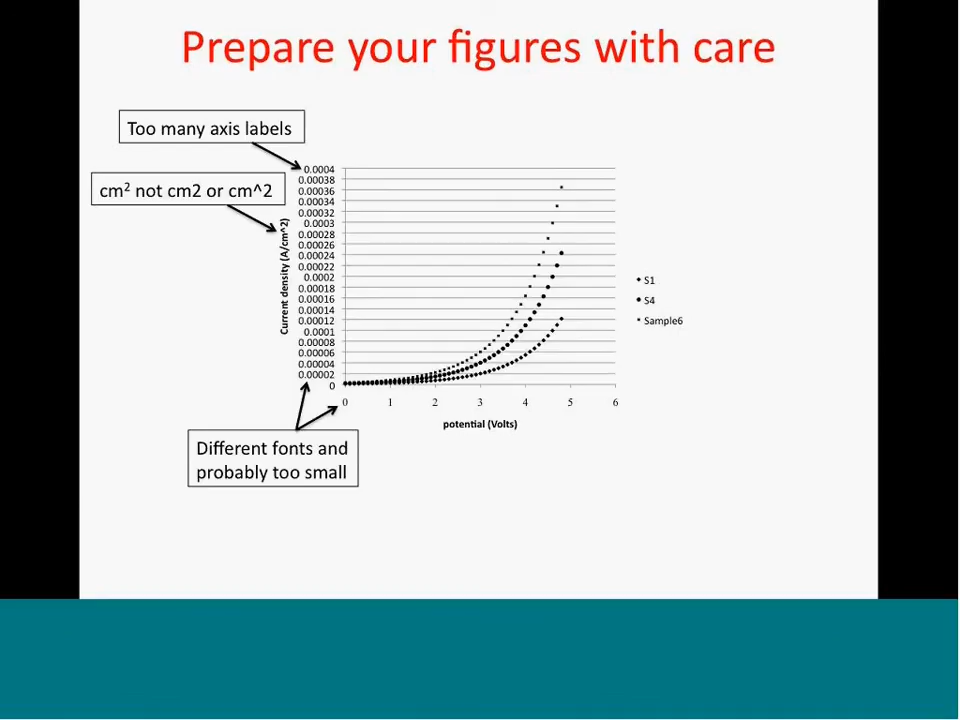 Prepare your figures with care
Too many axis labels
cm² not cm2 or cm^2
0.0004
0.00038
0.00036
0.00034
0.00032
0.0003
0.00028
0.00026
0.00024
0.00022
0.0002
0.00018
0.00016
0.00014
0.00012
0.0001
0.00008
0.00006
0.00004
0.00002
0
Current density (A/cm^2)
0 1 2 3 4 5 6
potential (Volts)
S1
S4
Sample6
Different fonts and
probably too small